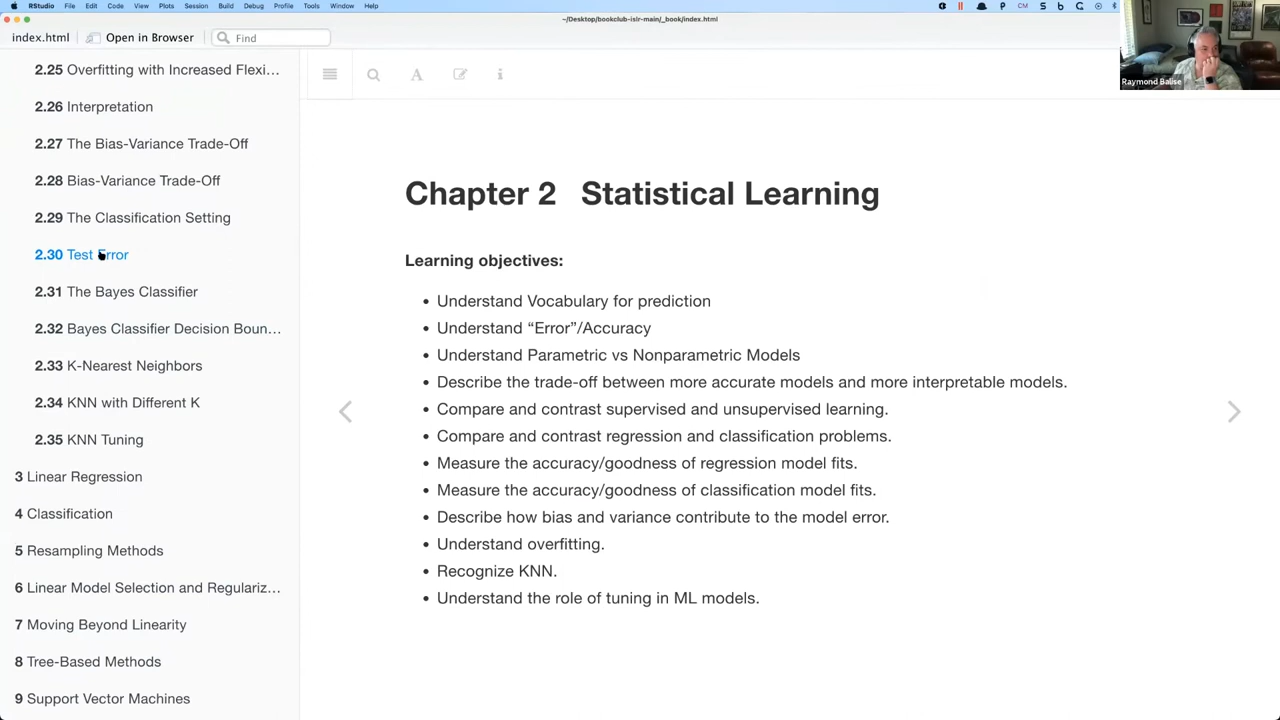 RStudio File Edit Code View Plots Session Build Debug Profile Tools Window Help
~/Desktop/bookclub-islr-main/_book/index.html
index.html Open in Browser Find
Raymond Balise
2.25 Overfitting with Increased Flexi…
2.26 Interpretation
2.27 The Bias-Variance Trade-Off
2.28 Bias-Variance Trade-Off
2.29 The Classification Setting
2.30 Test Error
2.31 The Bayes Classifier
2.32 Bayes Classifier Decision Boun…
2.33 K-Nearest Neighbors
2.34 KNN with Different K
2.35 KNN Tuning
3 Linear Regression
4 Classification
5 Resampling Methods
6 Linear Model Selection and Regulariz…
7 Moving Beyond Linearity
8 Tree-Based Methods
9 Support Vector Machines
Chapter 2 Statistical Learning
Learning objectives:
• Understand Vocabulary for prediction
• Understand “Error”/Accuracy
• Understand Parametric vs Nonparametric Models
• Describe the trade-off between more accurate models and more interpretable models.
• Compare and contrast supervised and unsupervised learning.
• Compare and contrast regression and classification problems.
• Measure the accuracy/goodness of regression model fits.
• Measure the accuracy/goodness of classification model fits.
• Describe how bias and variance contribute to the model error.
• Understand overfitting.
• Recognize KNN.
• Understand the role of tuning in ML models.